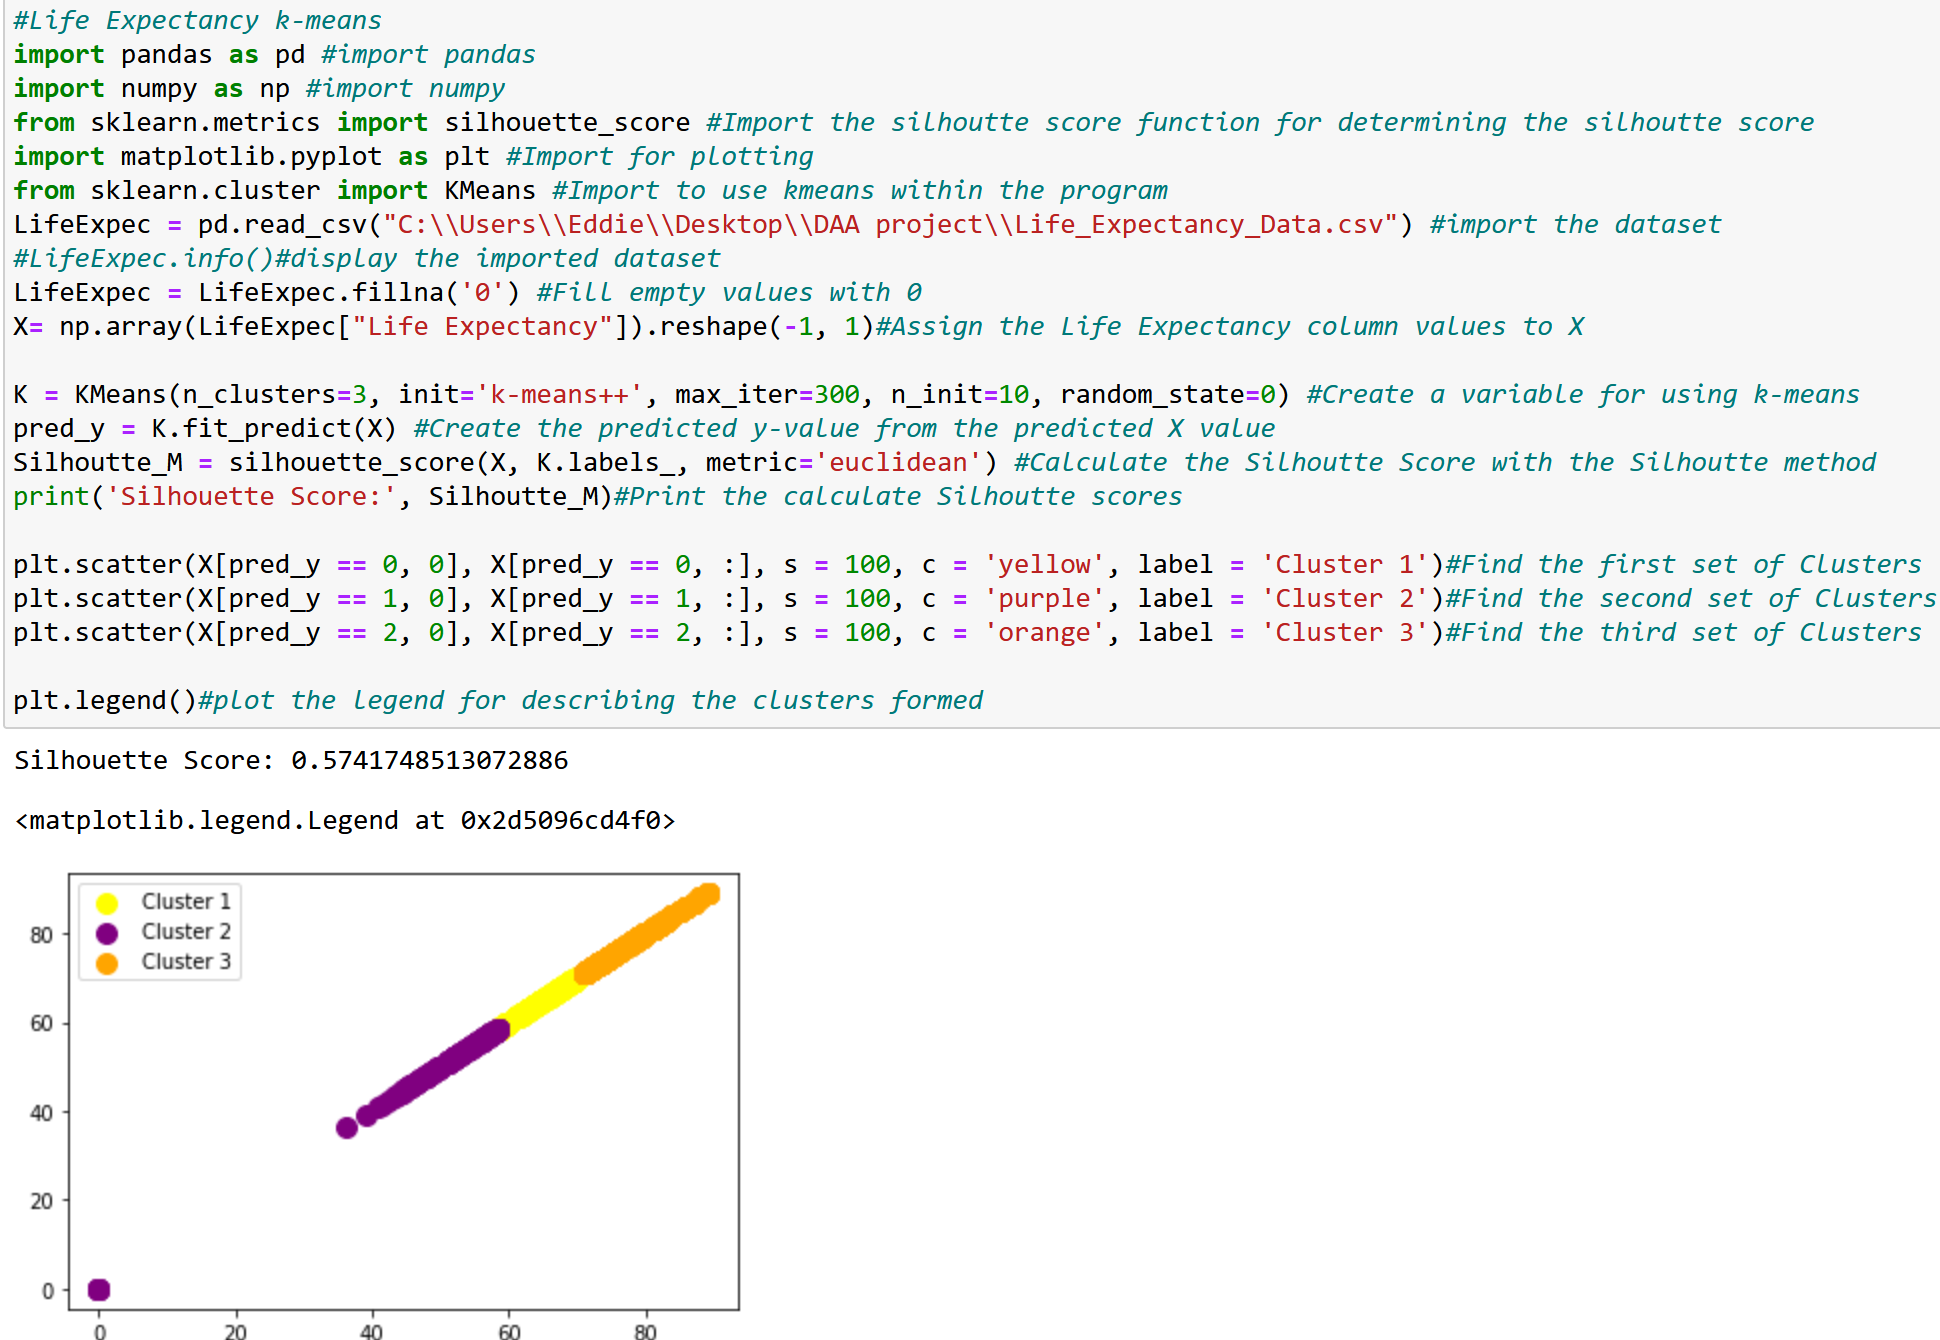 #Life Expectancy k-means
import pandas as pd #import pandas
import numpy as np #import numpy
from sklearn.metrics import silhouette_score #Import the silhoutte score function for determining the silhoutte score
import matplotlib.pyplot as plt #Import for plotting
from sklearn.cluster import KMeans #Import to use kmeans within the program
LifeExpec = pd.read_csv("C:\\Users\\Eddie\\Desktop\\DAA project\\Life_Expectancy_Data.csv") #import the dataset
#LifeExpec.info()#display the imported dataset
LifeExpec = LifeExpec.fillna('0') #Fill empty values with 0
X= np.array(LifeExpec["Life Expectancy"]).reshape(-1, 1)#Assign the Life Expectancy column values to X
K = KMeans(n_clusters=3, init='k-means++', max_iter=300, n_init=10, random_state=0) #Create a variable for using k-means
pred_y = K.fit_predict(X) #Create the predicted y-value from the predicted X value
Silhoutte_M = silhouette_score(X, K.labels_, metric='euclidean') #Calculate the Silhoutte Score with the Silhoutte method
print('Silhouette Score:', Silhoutte_M)#Print the calculate Silhoutte scores
plt.scatter(X[pred_y == 0, 0], X[pred_y == 0, :], s = 100, c = 'yellow', label = 'Cluster 1')#Find the first set of Clusters
plt.scatter(X[pred_y == 1, 0], X[pred_y == 1, :], s = 100, c = 'purple', label = 'Cluster 2')#Find the second set of Clusters
plt.scatter(X[pred_y == 2, 0], X[pred_y == 2, :], s = 100, c = 'orange', label = 'Cluster 3')#Find the third set of Clusters
plt.legend()#plot the legend for describing the clusters formed
Silhouette Score: 0.5741748513072886
<matplotlib.legend.Legend at 0x2d5096cd4f0>
Cluster 1
Cluster 2
Cluster 3
80
60
40
20
0
0 20 40 60 80